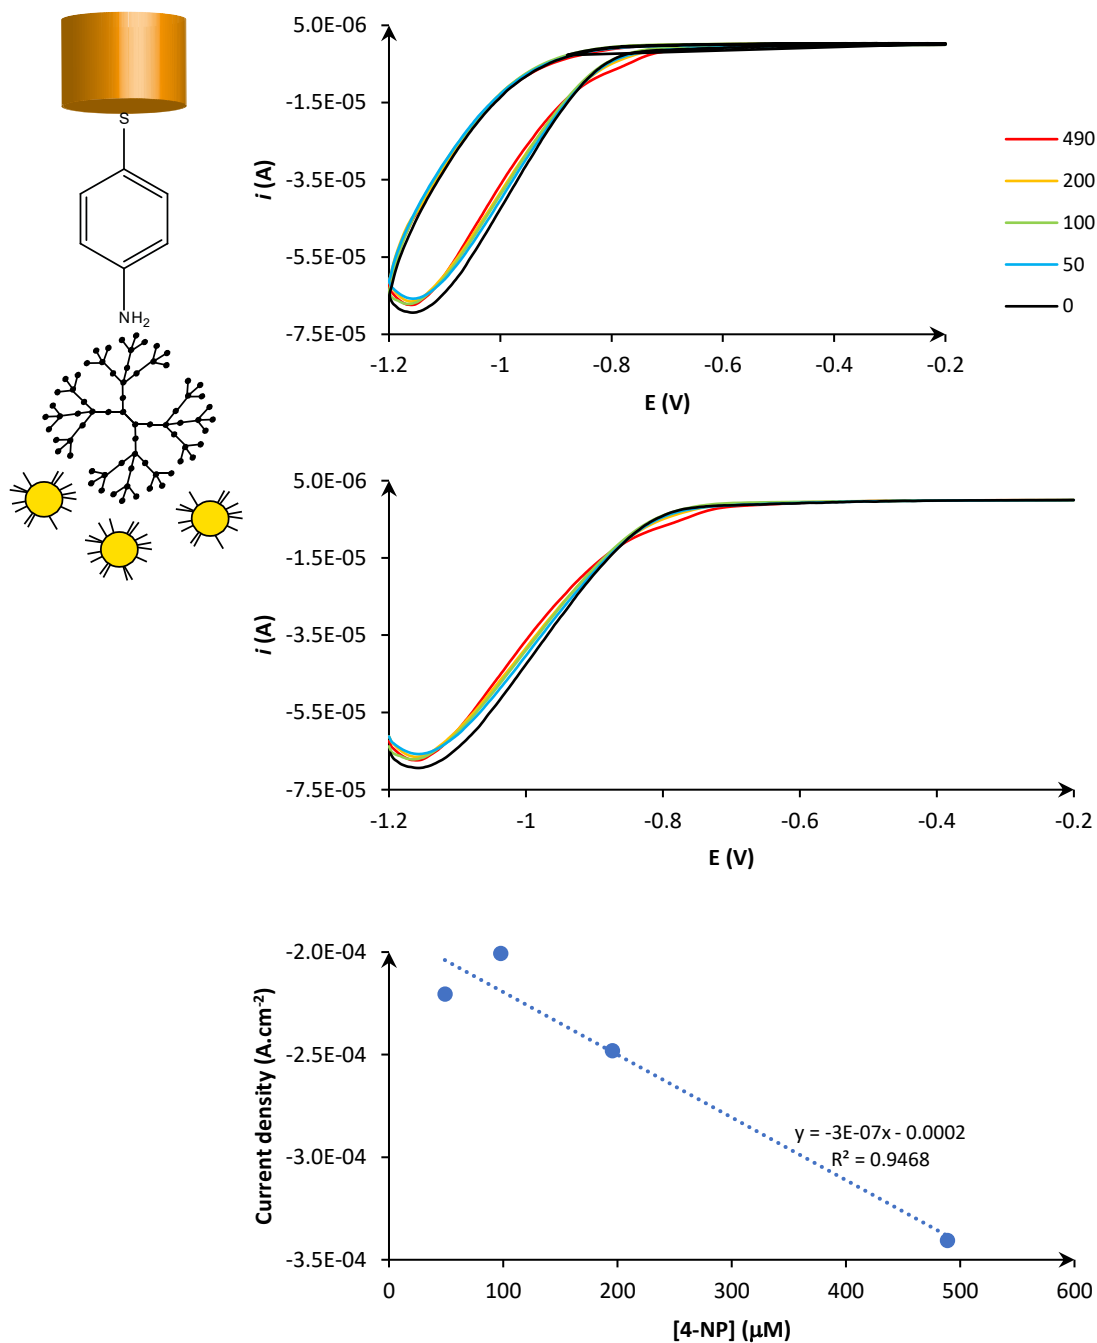 S
NH2
5.0E-06
-1.5E-05
-3.5E-05
-5.5E-05
-7.5E-05
i (A)
-1.2
-1
-0.8
-0.6
-0.4
-0.2
E (V)
490
200
100
50
0
5.0E-06
-1.5E-05
-3.5E-05
-5.5E-05
-7.5E-05
i (A)
-1.2
-1
-0.8
-0.6
-0.4
-0.2
E (V)
-2.0E-04
-2.5E-04
-3.0E-04
-3.5E-04
Current density (A.cm-2)
y = -3E-07x - 0.0002
R² = 0.9468
0
100
200
300
400
500
600
[4-NP] (μM)